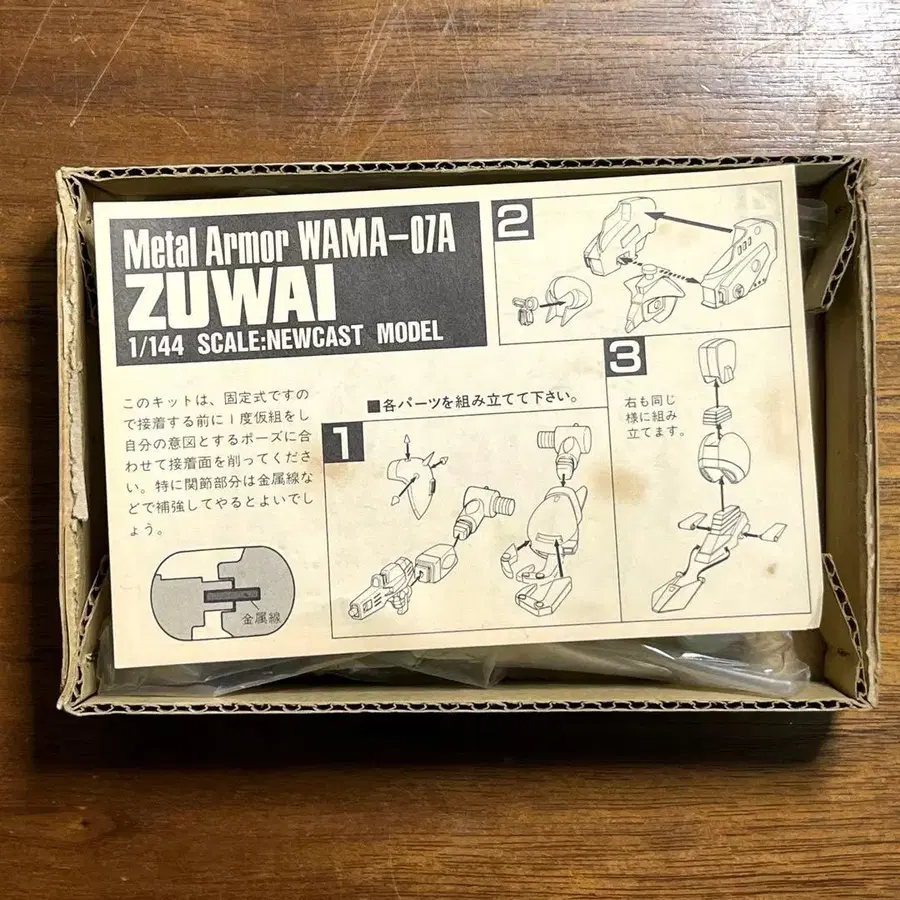 Metal Armor WAMA-07A
ZUWAI
1/144 SCALE:NEWCAST MODEL
このキットは、固定式ですの
で接着する前に1度仮組をし
自分の意図とするポーズに合
わせて接着面を削ってくださ
い。特に関節部分は金属線な
どで補強してやるとよいでし
ょう。
金属線
■各パーツを組み立てて下さい。
1
2
3
右も同じ
様に組み
立てます。